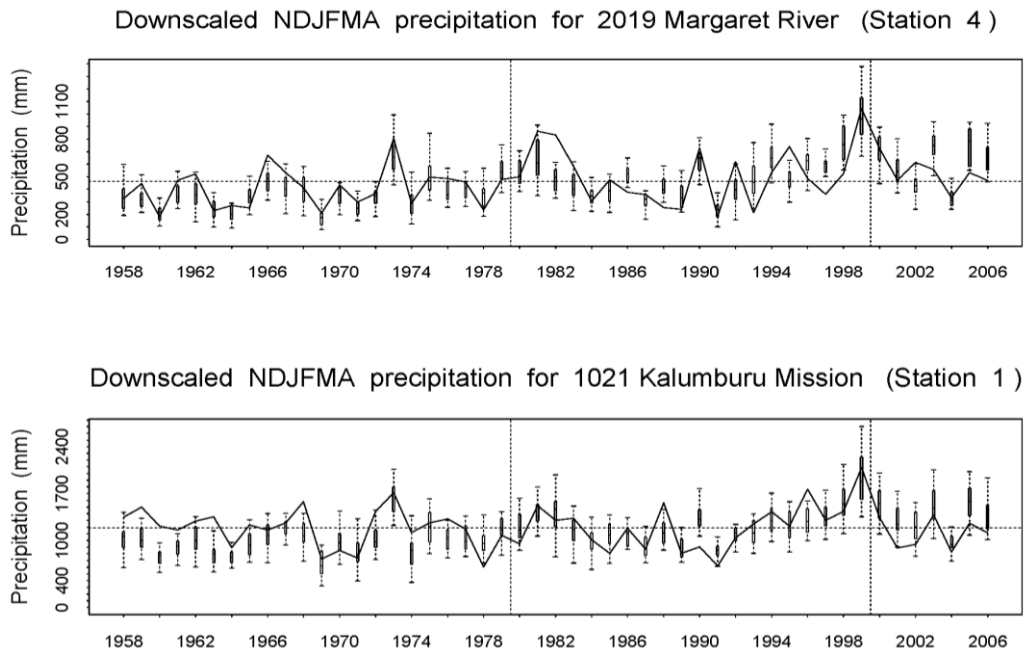 Downscaled NDJFMA precipitation for 2019 Margaret River (Station 4 )
Precipitation (mm)
0 200 500 800 1100
1958 1962 1966 1970 1974 1978 1982 1986 1990 1994 1998 2002 2006
Downscaled NDJFMA precipitation for 1021 Kalumburu Mission (Station 1 )
Precipitation (mm)
0 400 1000 1700 2400
1958 1962 1966 1970 1974 1978 1982 1986 1990 1994 1998 2002 2006